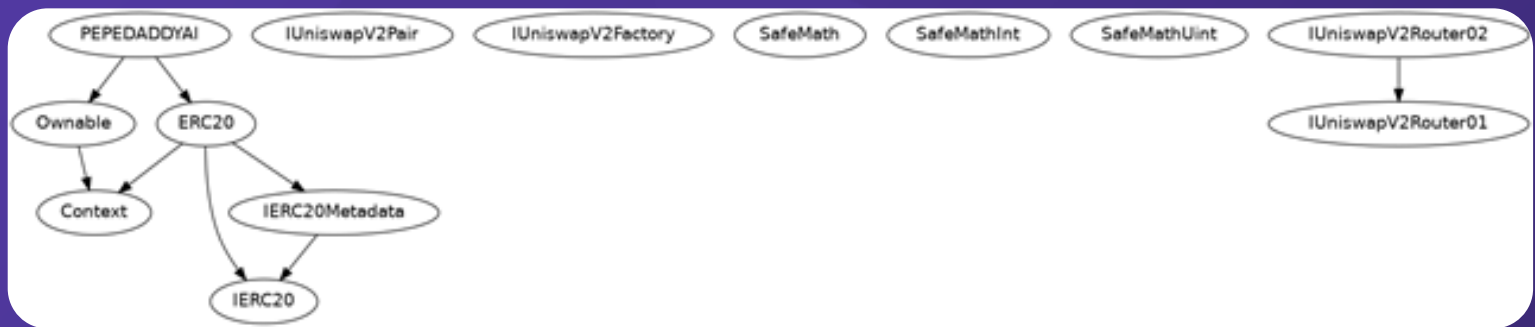 PEPEDADDYAI
IUniswapV2Pair
IUniswapV2Factory
SafeMath
SafeMathInt
SafeMathUint
IUniswapV2Router02
Ownable
ERC20
IUniswapV2Router01
Context
IERC20Metadata
IERC20